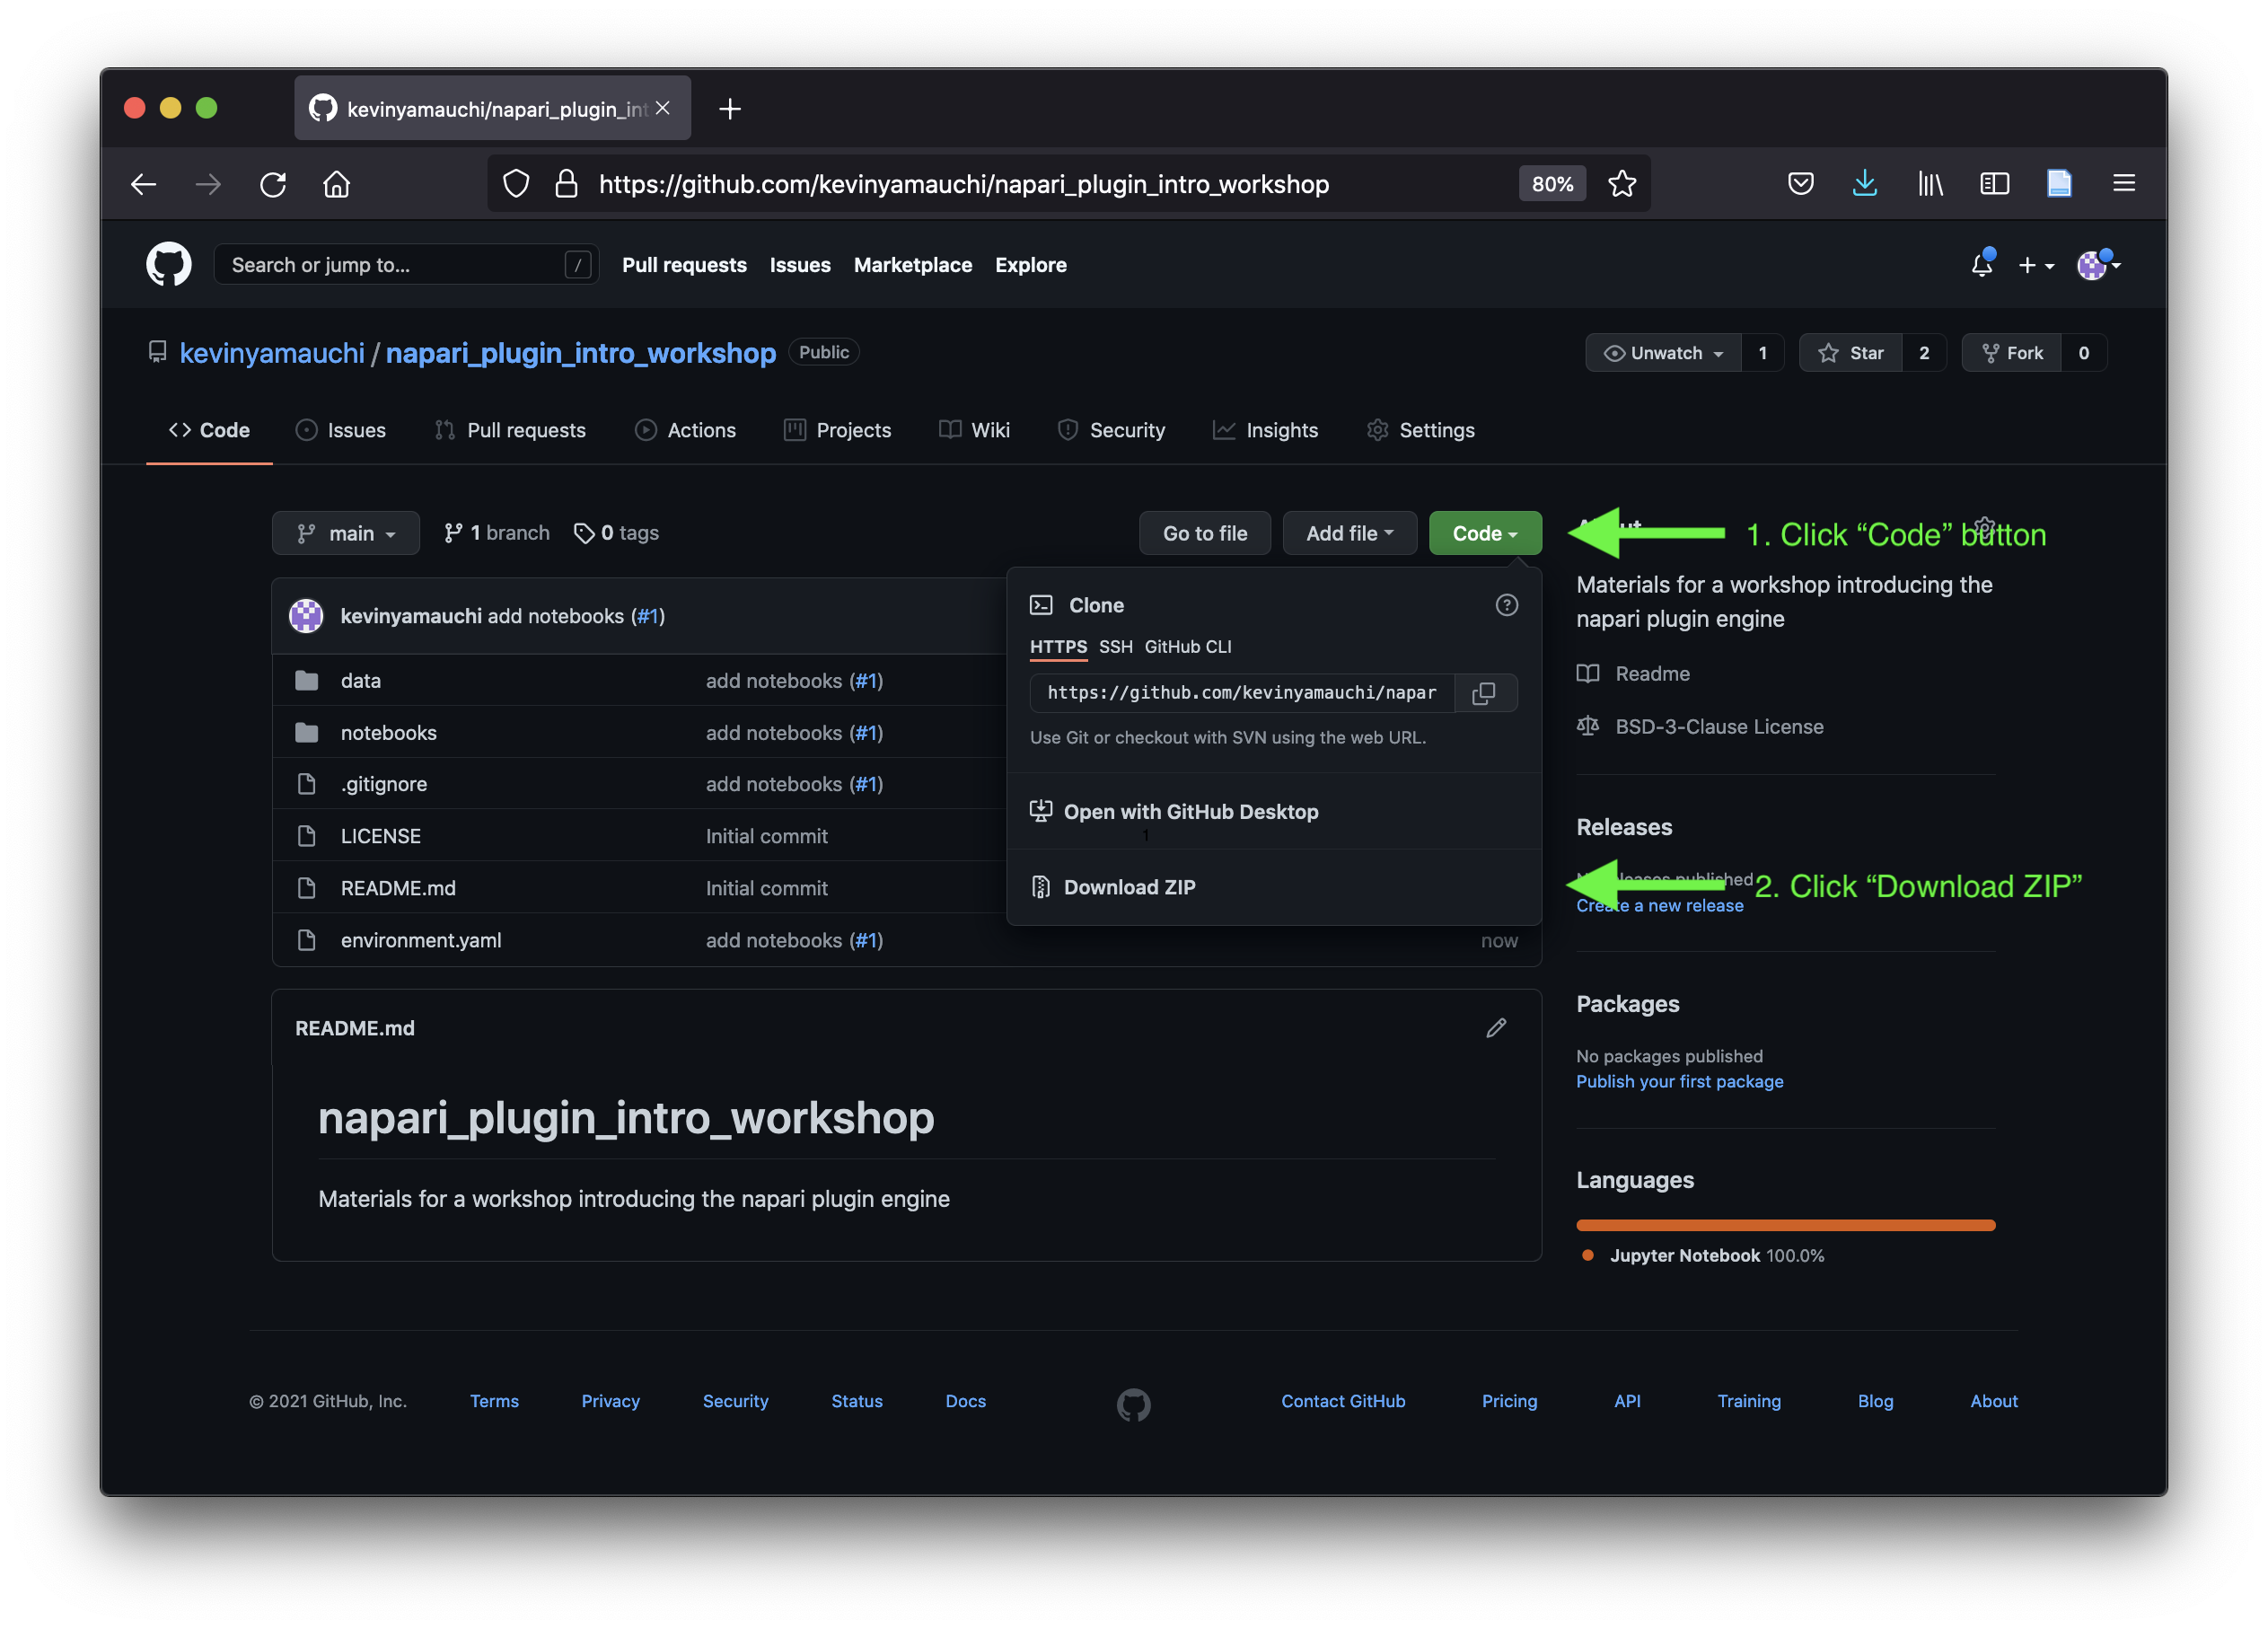 kevinyamauchi/napari_plugin_int
https://github.com/kevinyamauchi/napari_plugin_intro_workshop 80%
Search or jump to... / Pull requests Issues Marketplace Explore
kevinyamauchi / napari_plugin_intro_workshop Public Unwatch 1 Star 2 Fork 0
Code Issues Pull requests Actions Projects Wiki Security Insights Settings
main 1 branch 0 tags Go to file Add file Code
1. Click “Code” button
kevinyamauchi add notebooks (#1)
data add notebooks (#1)
notebooks add notebooks (#1)
.gitignore add notebooks (#1)
LICENSE Initial commit
README.md Initial commit
environment.yaml add notebooks (#1) now
Clone
HTTPS SSH GitHub CLI
https://github.com/kevinyamauchi/napar
Use Git or checkout with SVN using the web URL.
Open with GitHub Desktop
1
Download ZIP
2. Click “Download ZIP”
Materials for a workshop introducing the
napari plugin engine
Readme
BSD-3-Clause License
Releases
published
Create a new release
Packages
No packages published
Publish your first package
Languages
Jupyter Notebook 100.0%
README.md
napari_plugin_intro_workshop
Materials for a workshop introducing the napari plugin engine
© 2021 GitHub, Inc. Terms Privacy Security Status Docs Contact GitHub Pricing API Training Blog About